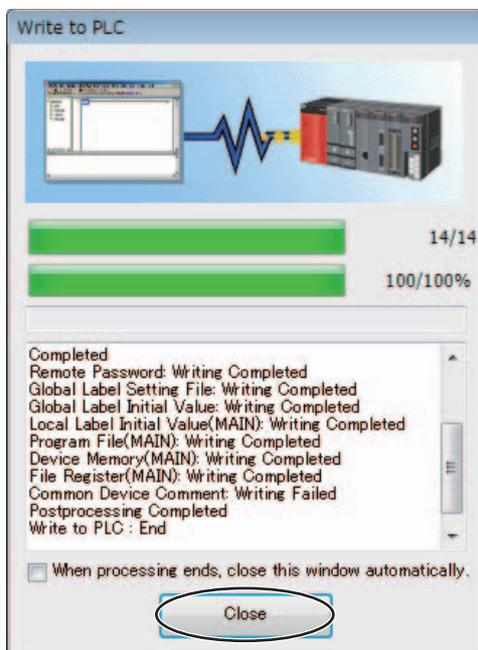 Write to PLC
14/14
100/100%
Completed
Remote Password: Writing Completed
Global Label Setting File: Writing Completed
Global Label Initial Value: Writing Completed
Local Label Initial Value(MAIN): Writing Completed
Program File(MAIN): Writing Completed
Device Memory(MAIN): Writing Completed
File Register(MAIN): Writing Completed
Common Device Comment: Writing Failed
Postprocessing Completed
Write to PLC : End
When processing ends, close this window automatically.
Close